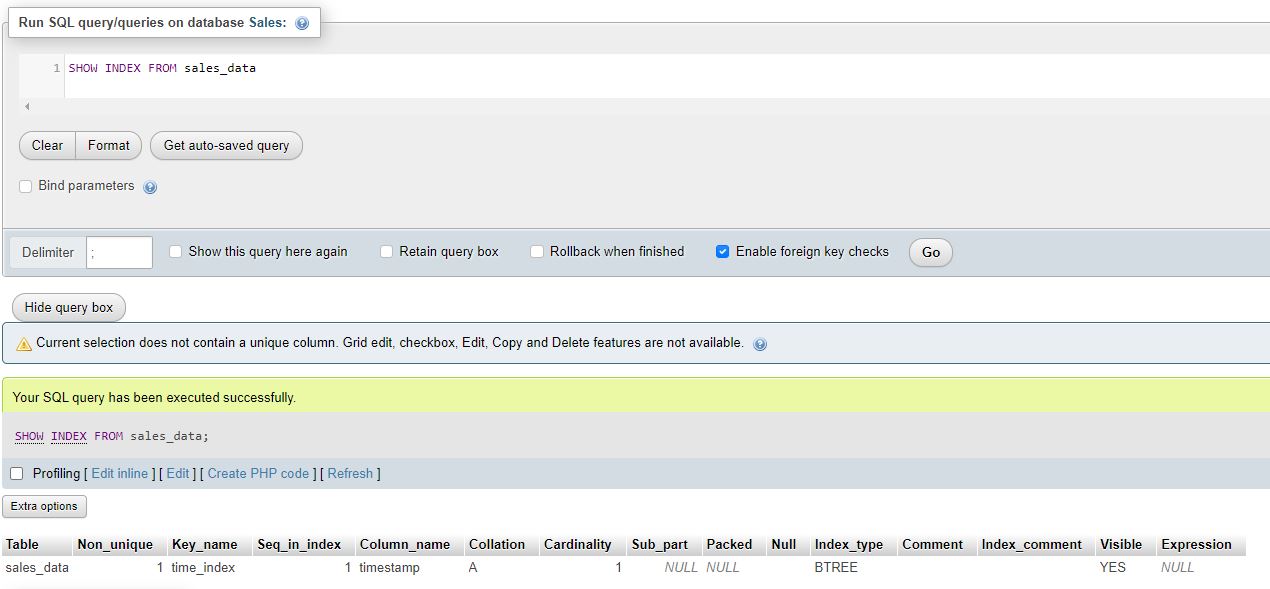 Run SQL query/queries on database Sales:
1 SHOW INDEX FROM sales_data
Clear Format Get auto-saved query
Bind parameters
Delimiter ; Show this query here again Retain query box Rollback when finished Enable foreign key checks Go
Hide query box
Current selection does not contain a unique column. Grid edit, checkbox, Edit, Copy and Delete features are not available.
Your SQL query has been executed successfully.
SHOW INDEX FROM sales_data;
Profiling [ Edit inline ] [ Edit ] [ Create PHP code ] [ Refresh ]
Extra options
Table Non_unique Key_name Seq_in_index Column_name Collation Cardinality Sub_part Packed Null Index_type Comment Index_comment Visible Expression
sales_data 1 time_index 1 timestamp A 1 NULL NULL BTREE YES NULL